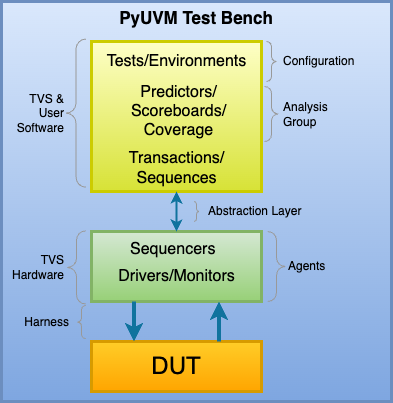 PyUVM Test Bench
TVS &
User
Software
Tests/Environments
Predictors/
Scoreboards/
Coverage
Transactions/
Sequences
Configuration
Analysis
Group
Abstraction Layer
TVS
Hardware
Sequencers
Drivers/Monitors
Agents
Harness
DUT